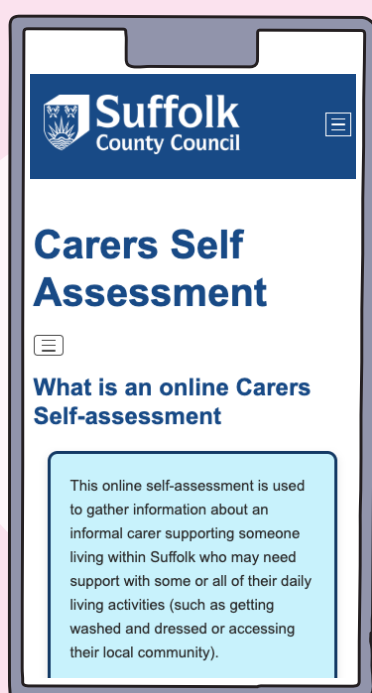 Suffolk
County Council
Carers Self
Assessment
What is an online Carers
Self-assessment
This online self-assessment is used
to gather information about an
informal carer supporting someone
living within Suffolk who may need
support with some or all of their daily
living activities (such as getting
washed and dressed or accessing
their local community).